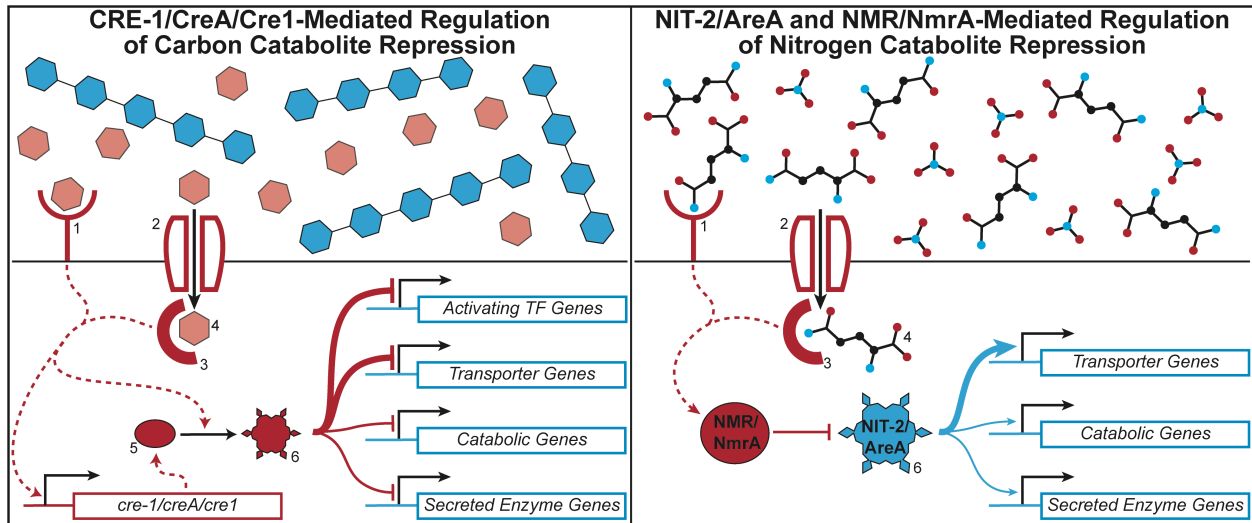 CRE-1/CreA/Cre1-Mediated Regulation
of Carbon Catabolite Repression
1
2
4
3
Activating TF Genes
Transporter Genes
Catabolic Genes
5
6
cre-1/creA/cre1
Secreted Enzyme Genes
NIT-2/AreA and NMR/NmrA-Mediated Regulation
of Nitrogen Catabolite Repression
1
2
4
3
Transporter Genes
NMR/
NmrA
NIT-2/
AreA
Catabolic Genes
6
Secreted Enzyme Genes